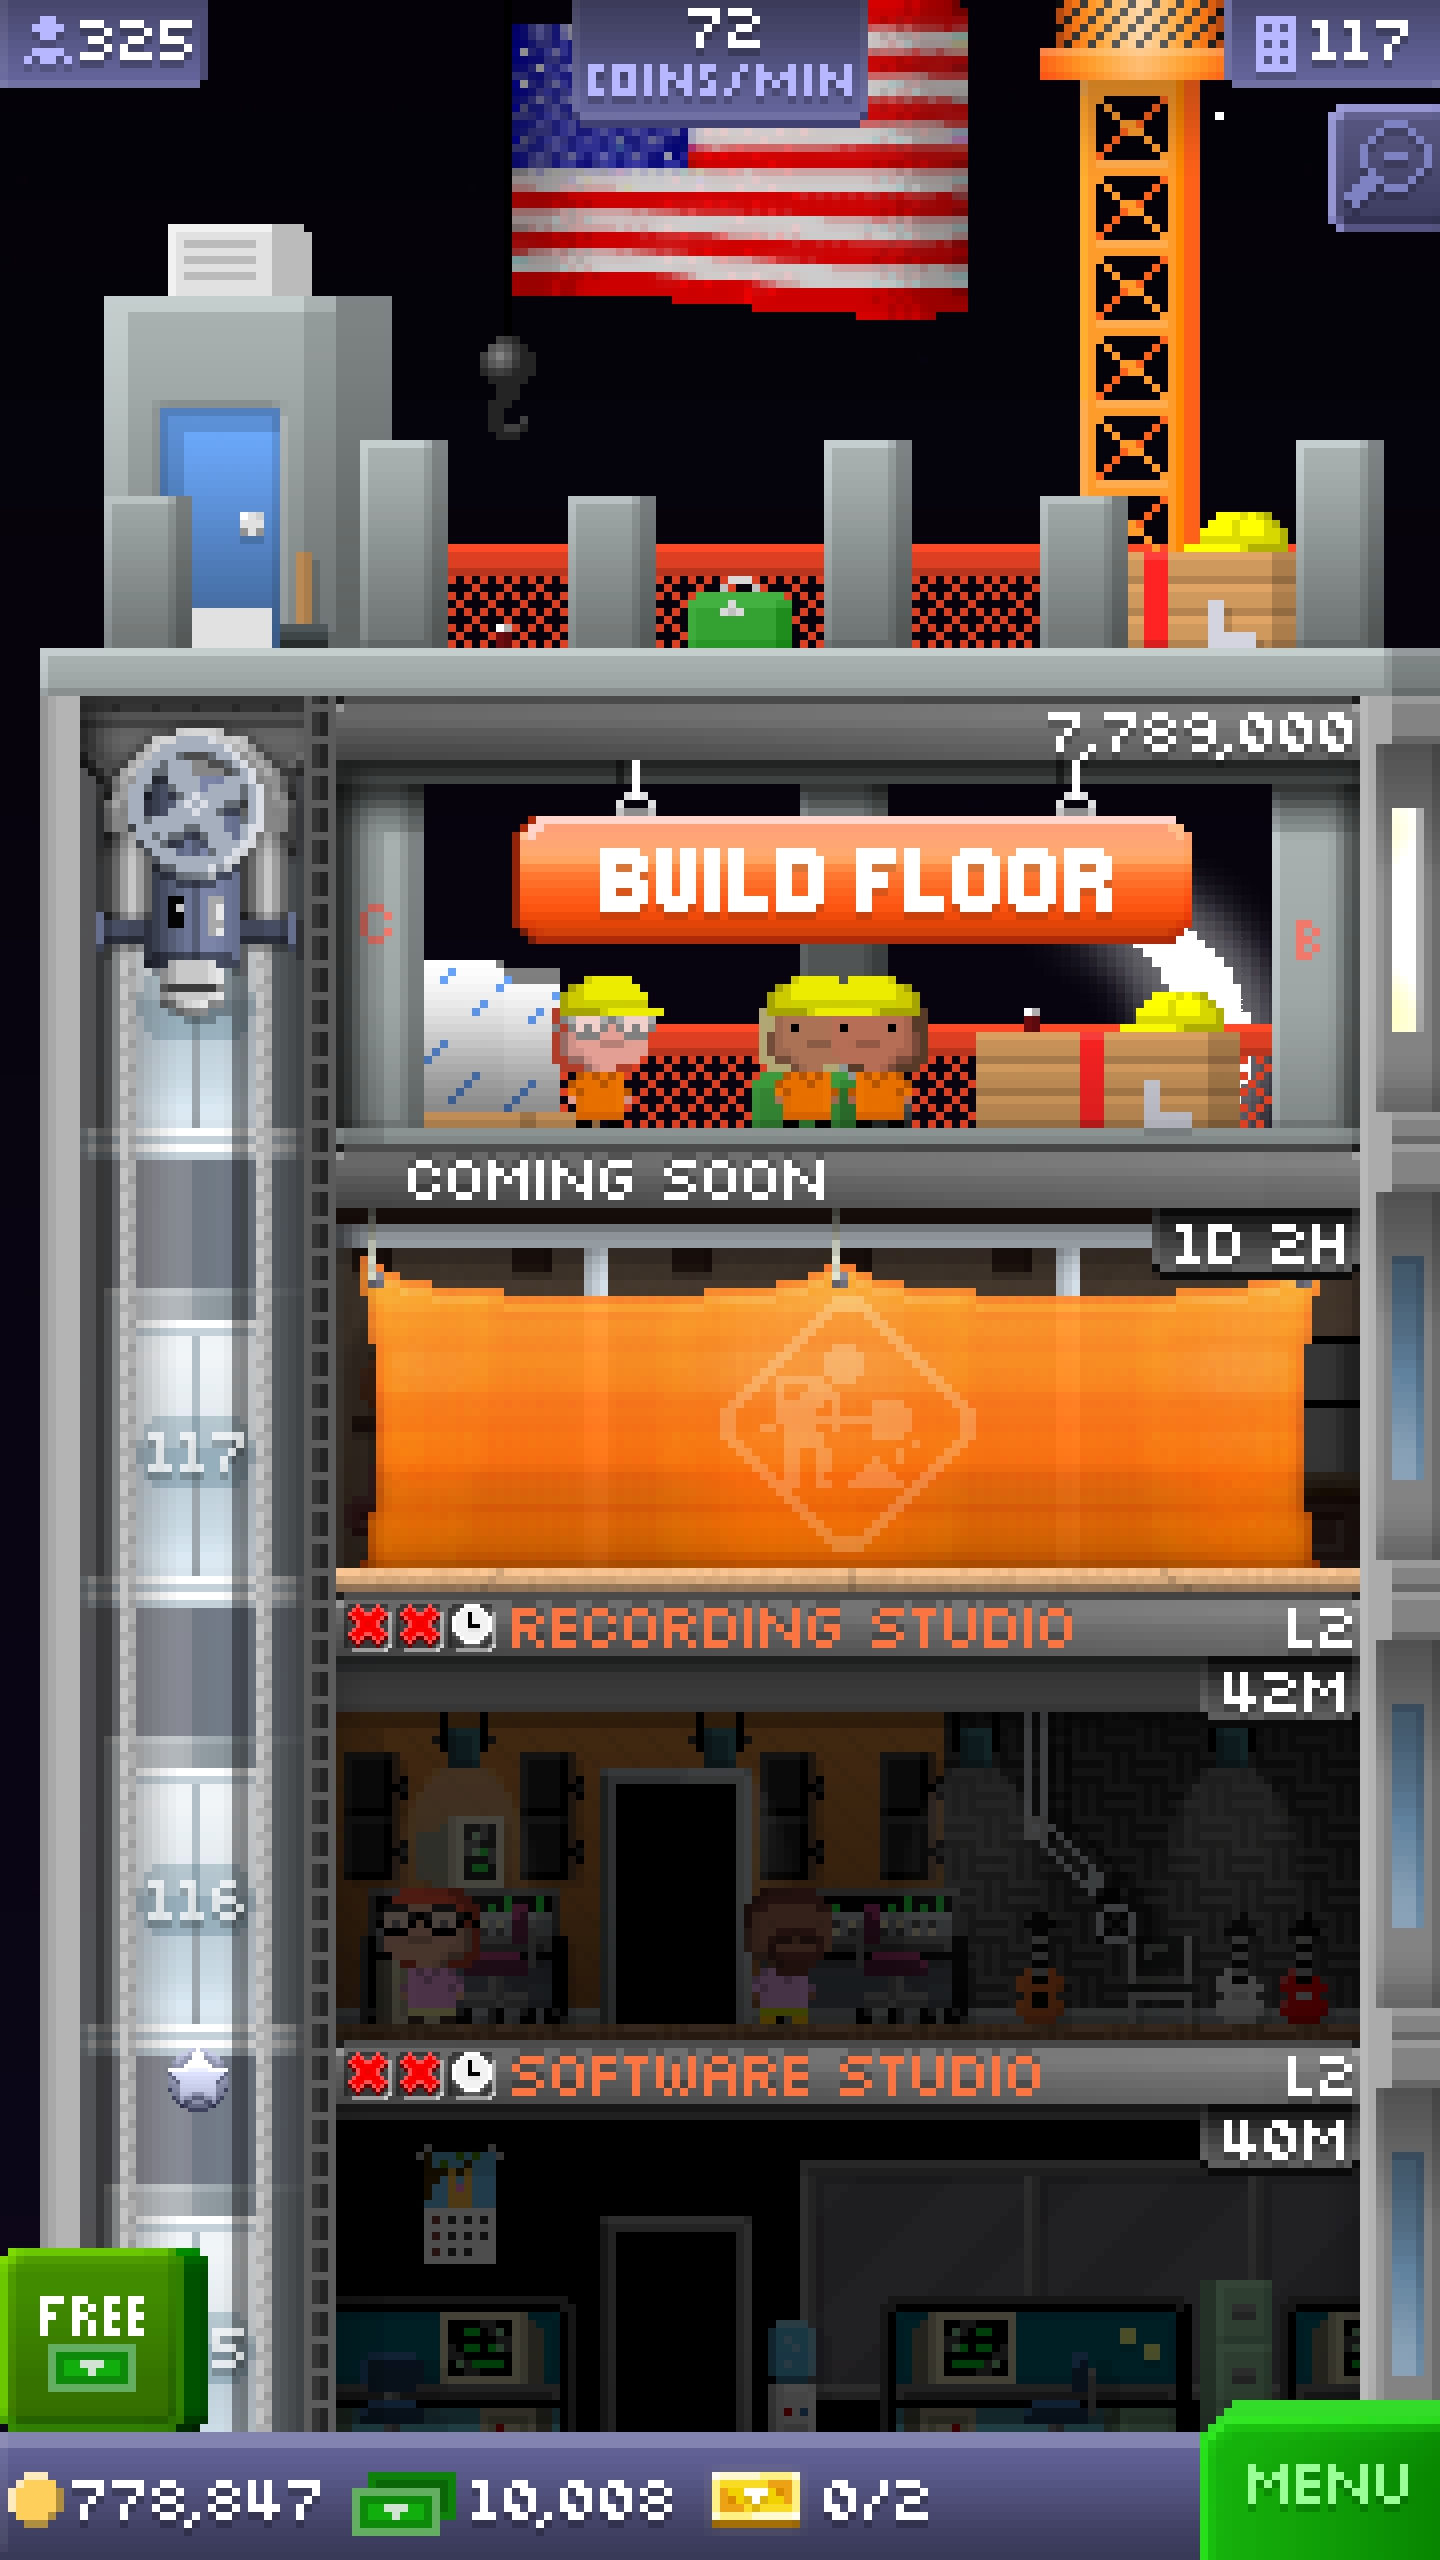 325
72
COINS/MIN
117
7,789,000
BUILD FLOOR
C
B
COMING SOON
1D 2H
117
RECORDING STUDIO L2
42M
116
SOFTWARE STUDIO L2
40M
FREE
5
778,847 10,008 0/2
MENU